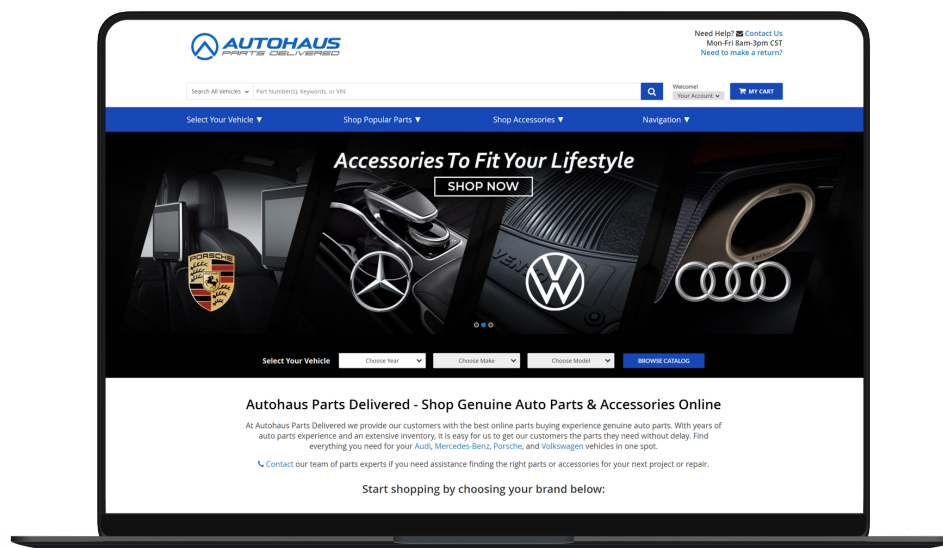 AUTOHAUS
PARTS DELIVERED
Need Help? Contact Us
Mon-Fri 8am-3pm CST
Need to make a return?
Search All Vehicles
Part Number(s), Keywords, or VIN
Welcome!
Your Account
MY CART
Select Your Vehicle ▼
Shop Popular Parts ▼
Shop Accessories ▼
Navigation ▼
Accessories To Fit Your Lifestyle
SHOP NOW
PORSCHE
Select Your Vehicle
Choose Year
Choose Make
Choose Model
BROWSE CATALOG
Autohaus Parts Delivered - Shop Genuine Auto Parts & Accessories Online
At Autohaus Parts Delivered we provide our customers with the best online parts buying experience genuine auto parts. With years of
auto parts experience and an extensive inventory, it is easy for us to get our customers the parts they need without delay. Find
everything you need for your Audi, Mercedes-Benz, Porsche, and Volkswagen vehicles in one spot.
Contact our team of parts experts if you need assistance finding the right parts or accessories for your next project or repair.
Start shopping by choosing your brand below: